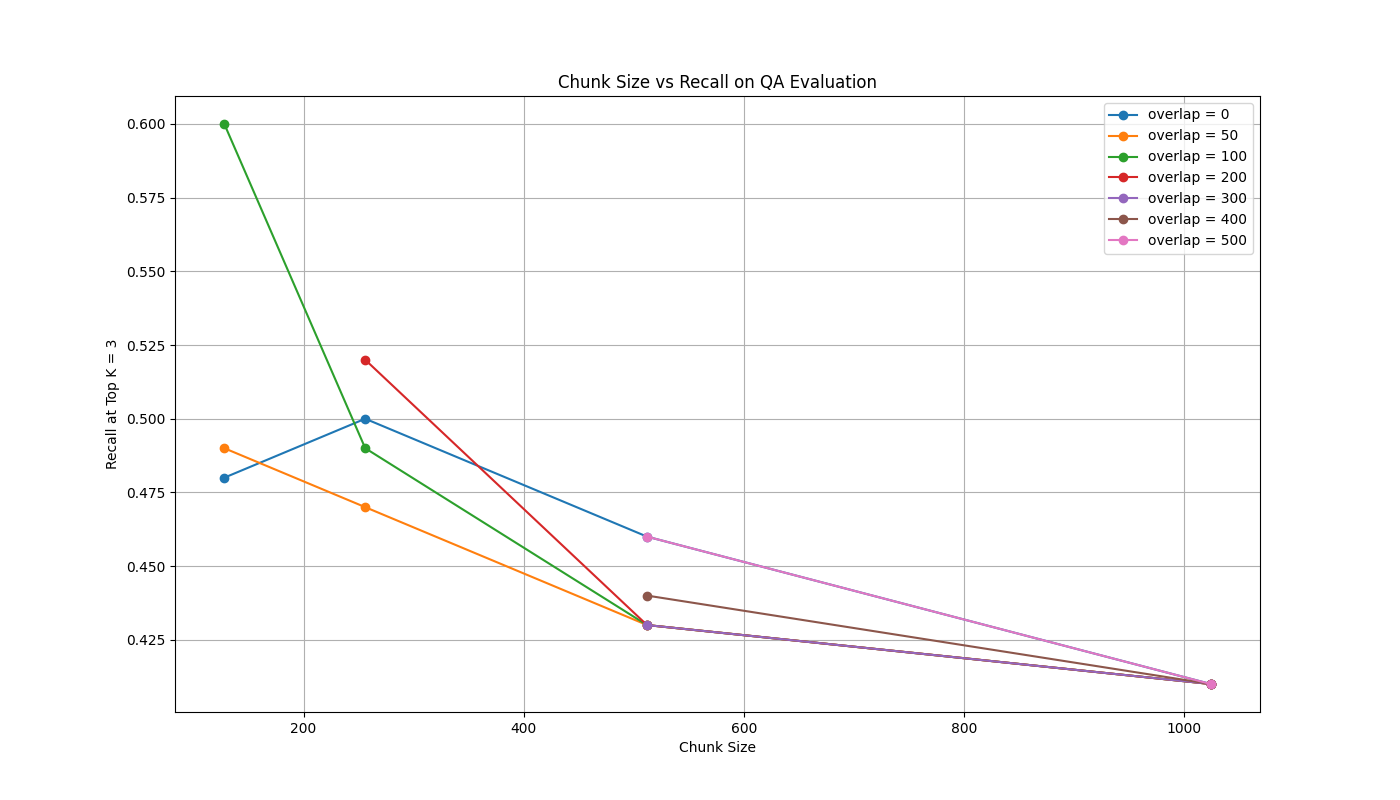 Chunk Size vs Recall on QA Evaluation
overlap = 0
overlap = 50
overlap = 100
overlap = 200
overlap = 300
overlap = 400
overlap = 500
Recall at Top K = 3
0.600
0.575
0.550
0.525
0.500
0.475
0.450
0.425
200 400 600 800 1000
Chunk Size